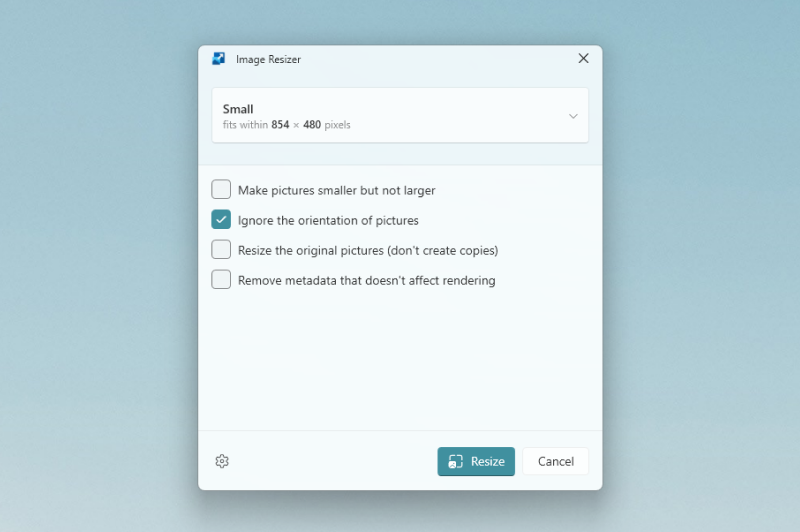 Image Resizer
Small
fits within 854 × 480 pixels
Make pictures smaller but not larger
Ignore the orientation of pictures
Resize the original pictures (don't create copies)
Remove metadata that doesn't affect rendering
Resize
Cancel